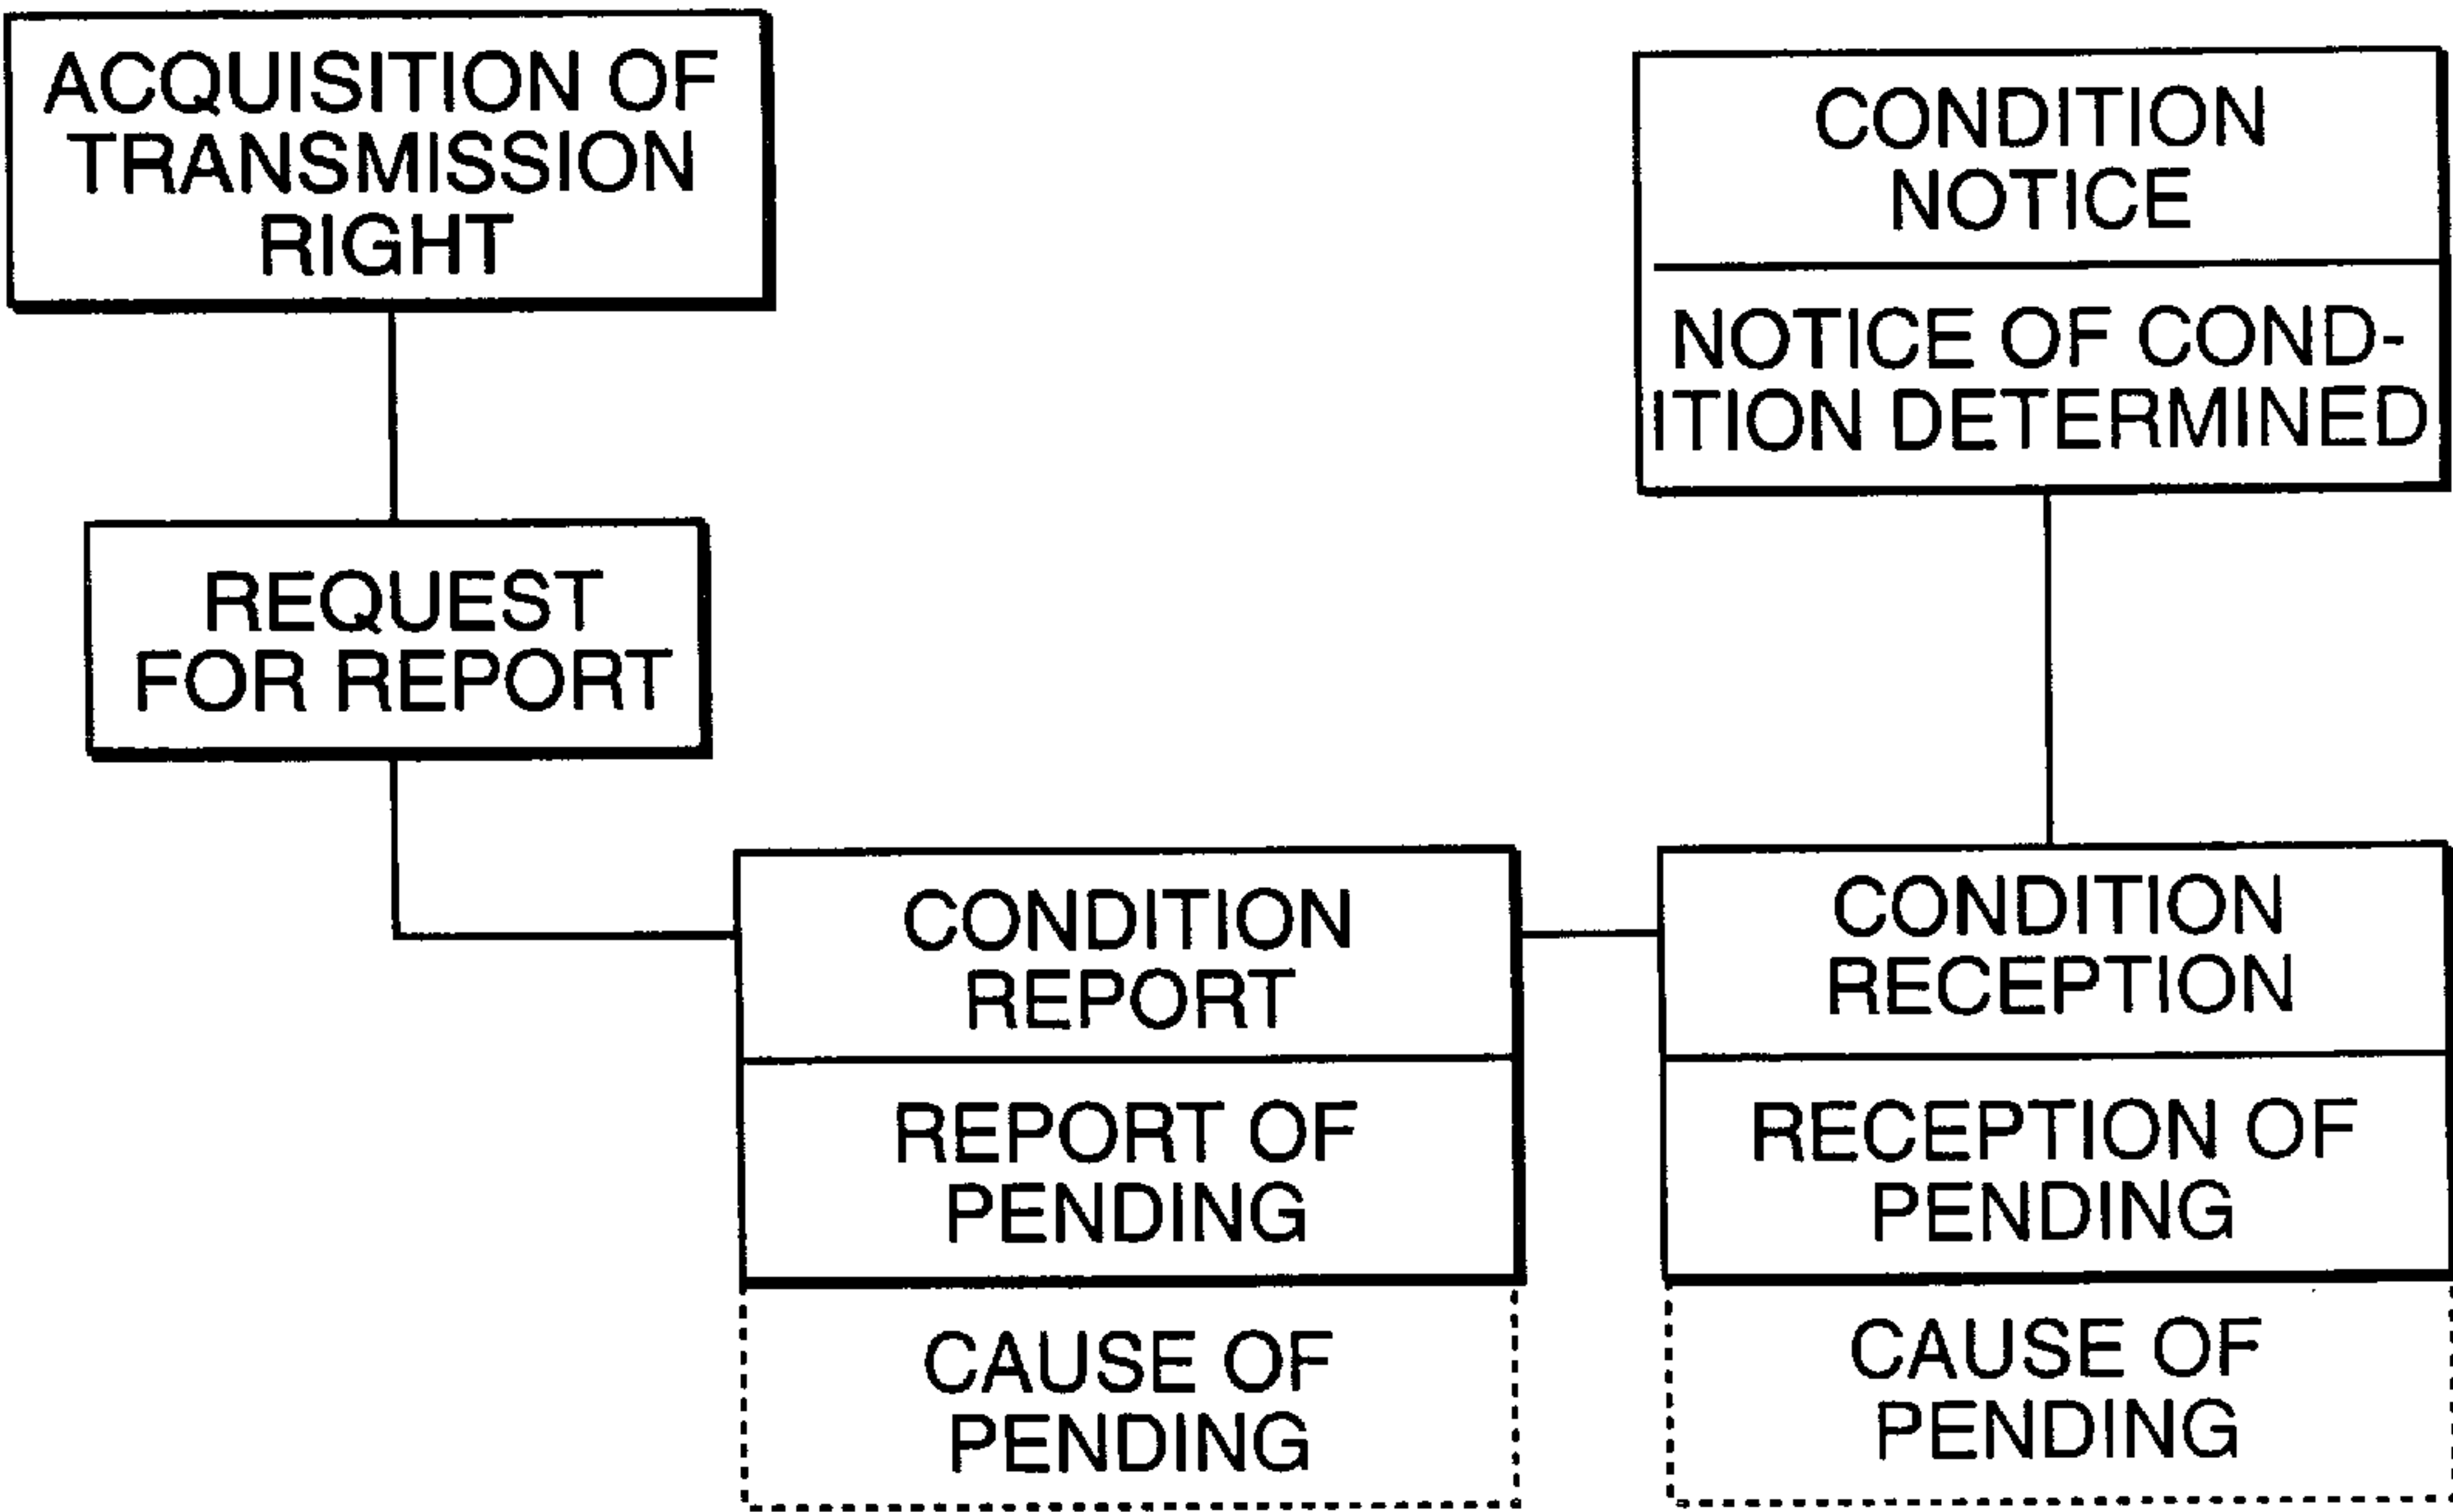 ACQUISITION OF
TRANSMISSION
RIGHT
REQUEST
FOR REPORT
CONDITION
REPORT
REPORT OF
PENDING
CAUSE OF
PENDING
CONDITION
NOTICE
NOTICE OF COND-
ITION DETERMINED
CONDITION
RECEPTION
RECEPTION OF
PENDING
CAUSE OF
PENDING